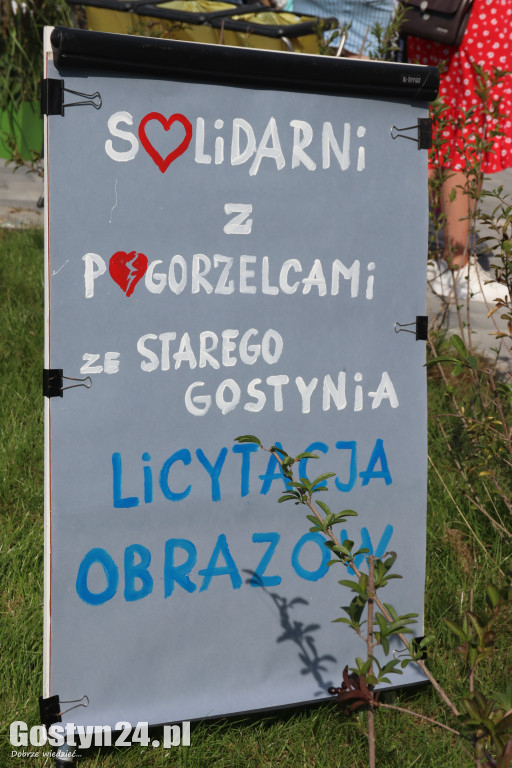 SOLiDARNi
Z
POGORZELCAMi
ZE STAREGO
GOSTYNiA
LiCYTACJA
OBRAZÓW
Gostyn24.pl
Dobrze wiedzieć...